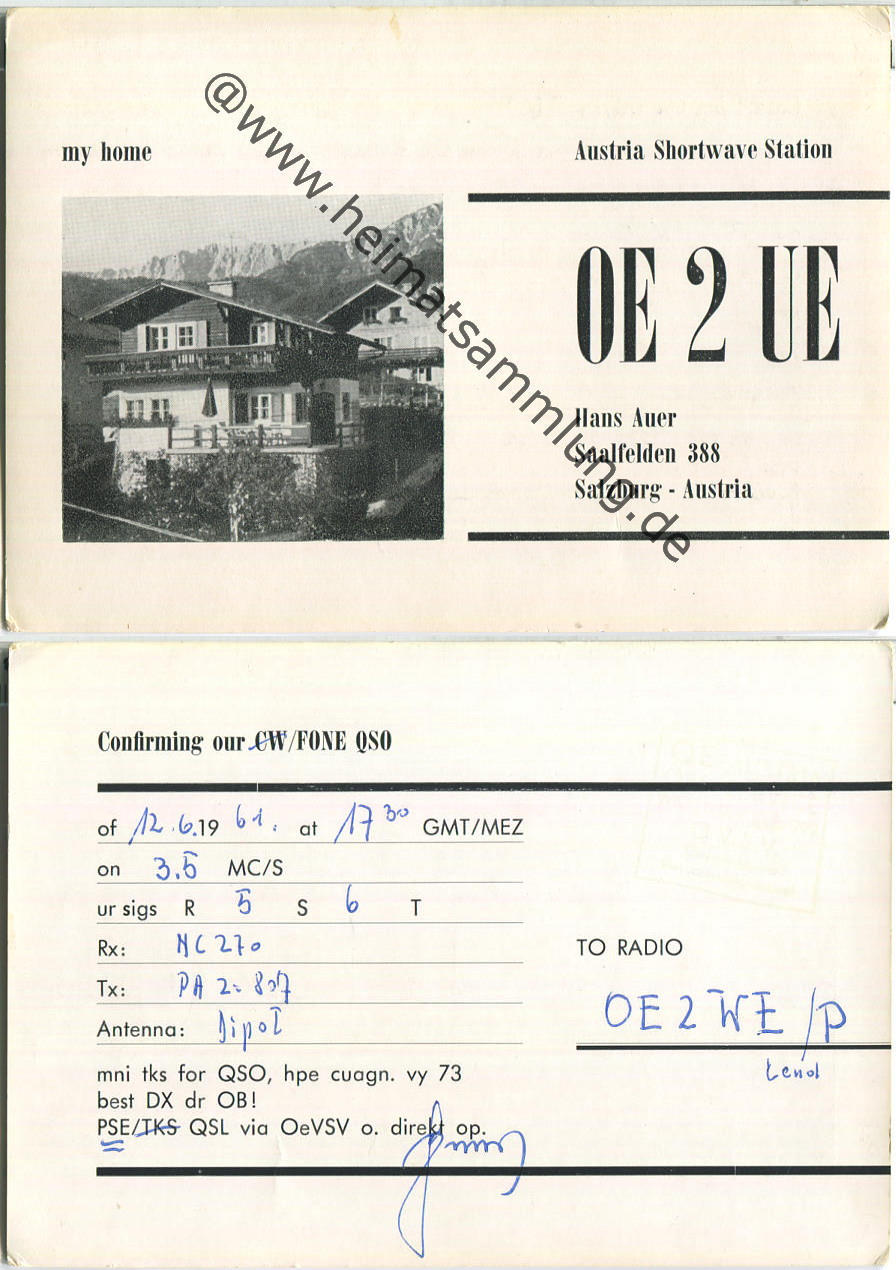 my home
Austria Shortwave Station
OE 2 UE
Hans Auer
Saalfelden 388
Salzburg - Austria
@www.heimatsammlung.de
Confirming our CW/FONE QSO
of 12.6.19 61. at 17 30 GMT/MEZ
on 3.5 MC/S
ur sigs R 5 S 6 T
Rx: NC 270
Tx: PA 2x 807
Antenna: Dipol
TO RADIO
OE 2 WE/p
Lend
mni tks for QSO, hpe cuagn. vy 73
best DX dr OB!
PSE/TKS QSL via OeVSV o. direkt op.